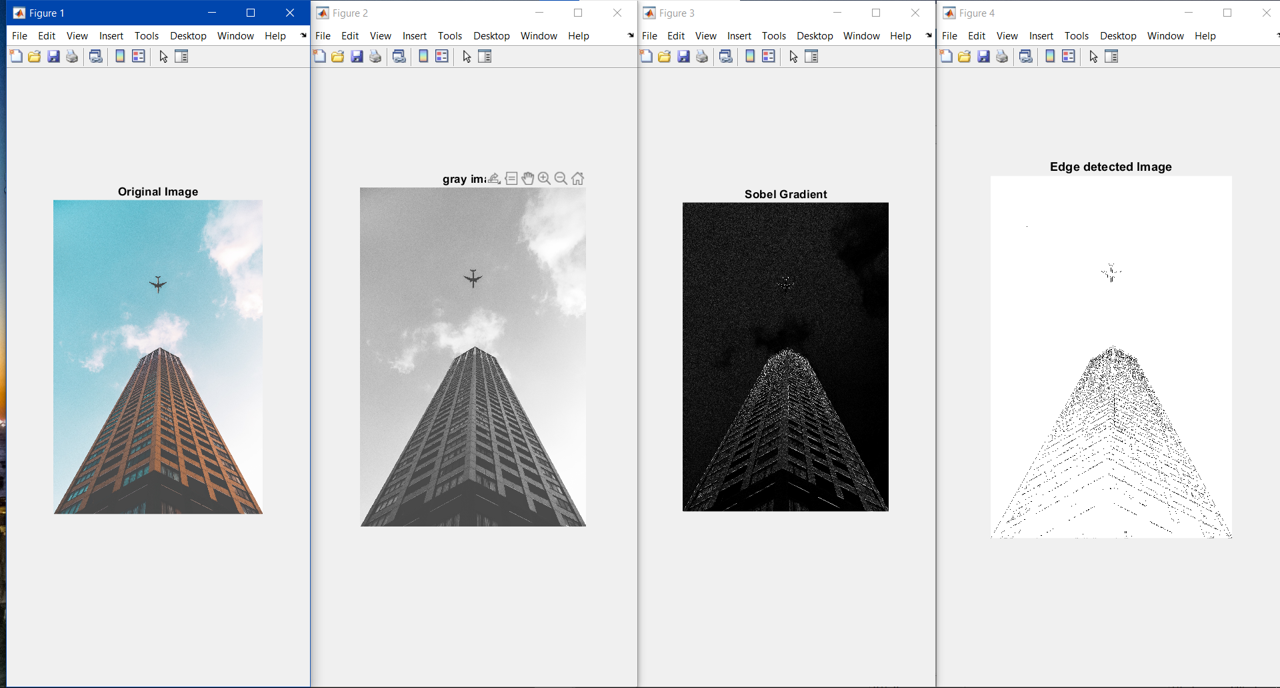 Figure 1
File Edit View Insert Tools Desktop Window Help
Original Image
Figure 2
File Edit View Insert Tools Desktop Window Help
gray
Figure 3
File Edit View Insert Tools Desktop Window Help
Sobel Gradient
Figure 4
File Edit View Insert Tools Desktop Window Help
Edge detected Image